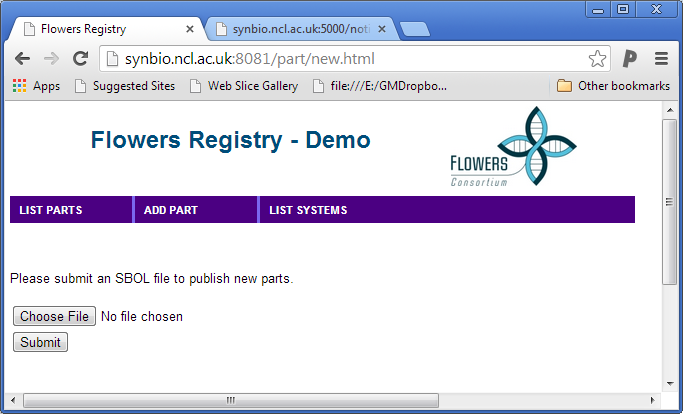 Flowers Registry
synbio.ncl.ac.uk:5000/noti
synbio.ncl.ac.uk:8081/part/new.html
Apps Suggested Sites Web Slice Gallery file:///E:/GMDropbo... Other bookmarks
Flowers Registry - Demo
FLOWERS
Consortium
LIST PARTS ADD PART LIST SYSTEMS
Please submit an SBOL file to publish new parts.
Choose File No file chosen
Submit